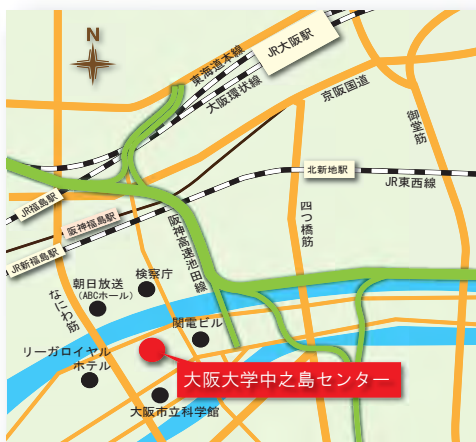 N
JR大阪駅
東海道本線
大阪環状線
京阪国道
御堂筋
北新地駅
JR東西線
JR福島駅
阪神福島駅
JR新福島駅
阪神高速池田線
四つ橋筋
なにわ筋
朝日放送
(ABCホール)
検察庁
関電ビル
リーガロイヤル
ホテル
大阪大学中之島センター
大阪市立科学館